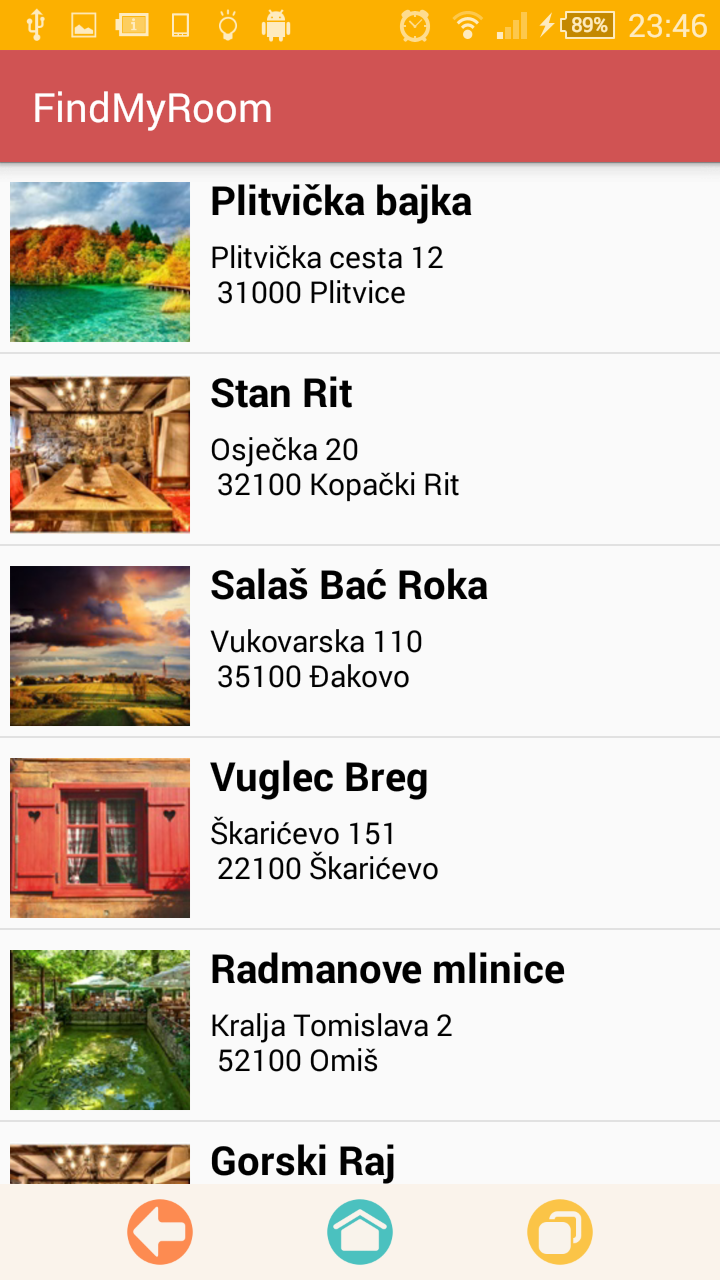 89% 23:46
FindMyRoom
Plitvička bajka
Plitvička cesta 12
31000 Plitvice
Stan Rit
Osječka 20
32100 Kopački Rit
Salaš Bać Roka
Vukovarska 110
35100 Đakovo
Vuglec Breg
Škarićevo 151
22100 Škarićevo
Radmanove mlinice
Kralja Tomislava 2
52100 Omiš
Gorski Raj